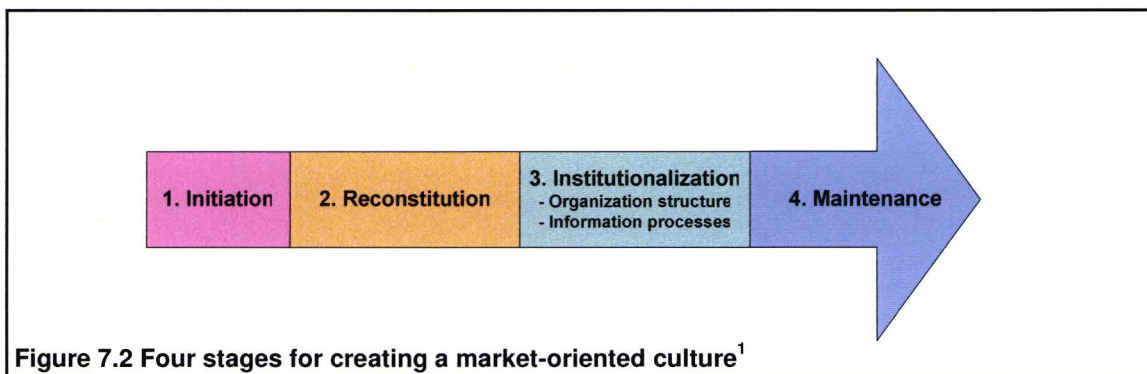 1. Initiation
2. Reconstitution
3. Institutionalization
- Organization structure
- Information processes
4. Maintenance
Figure 7.2 Four stages for creating a market-oriented culture¹